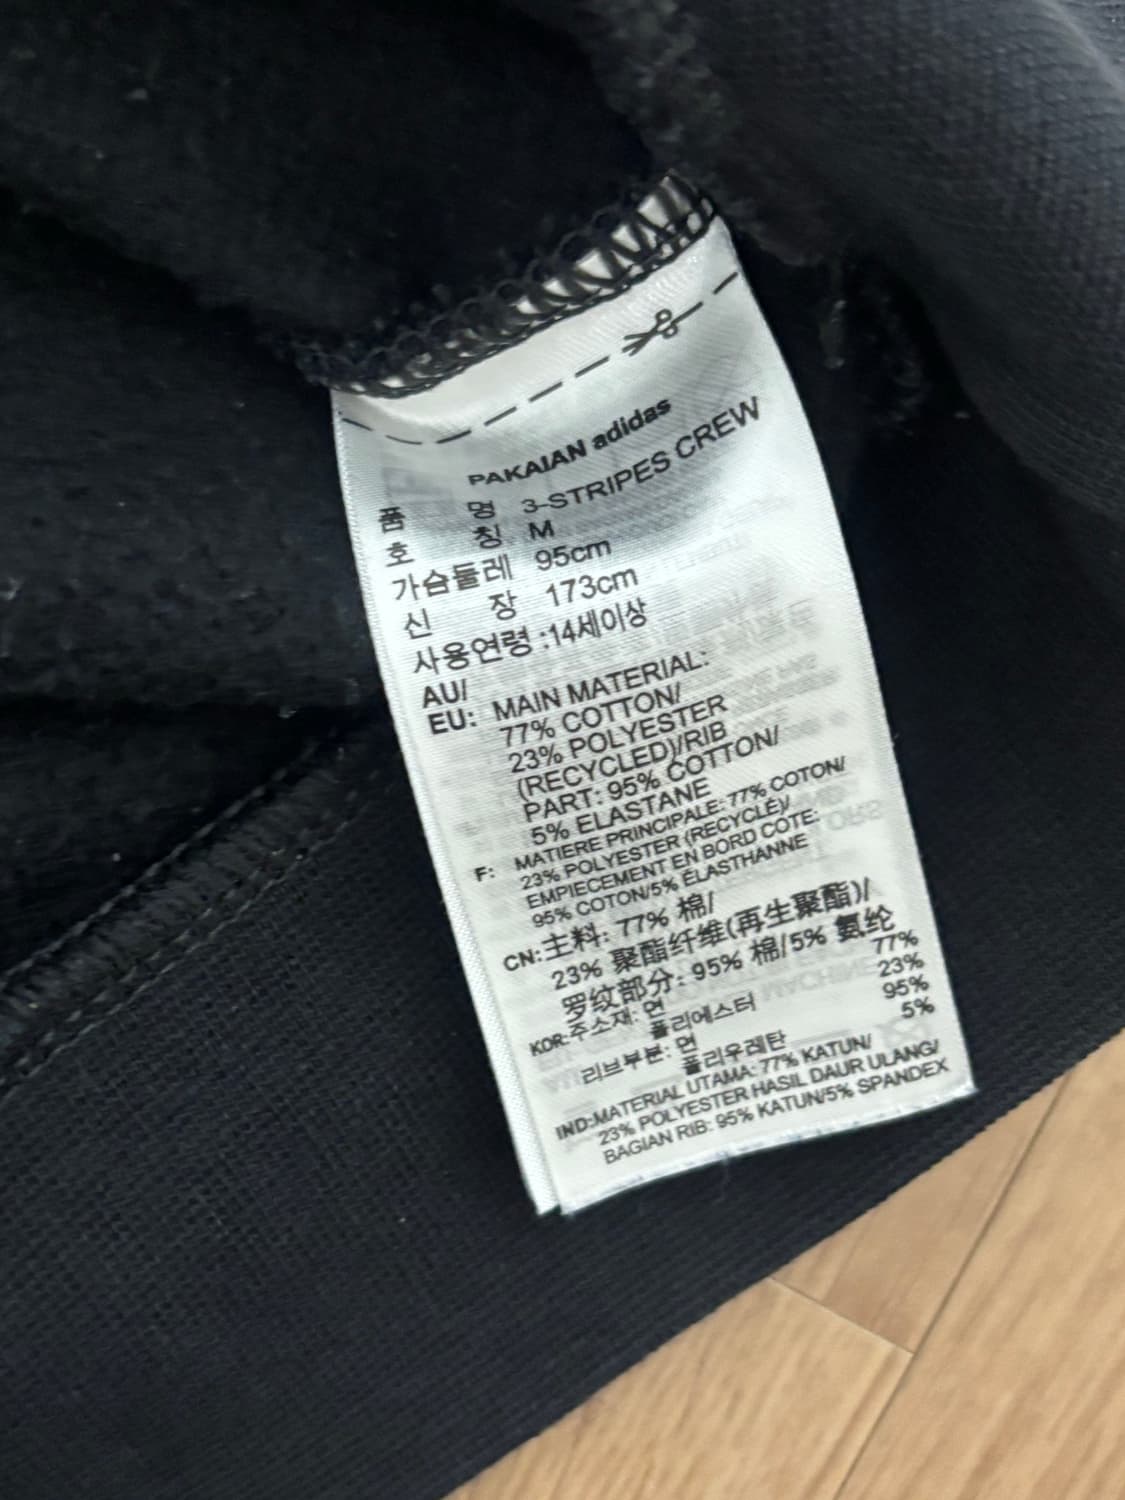 PAKAIAN adidas
품 명 3-STRIPES CREW
호 칭 M
가슴둘레 95cm
신 장 173cm
사용연령 :14세이상
AU/
EU: MAIN MATERIAL:
77% COTTON/
23% POLYESTER
(RECYCLED)/RIB
PART: 95% COTTON/
5% ELASTANE
F: MATIERE PRINCIPALE: 77% COTON/
23% POLYESTER (RECYCLÉ)/
EMPIECEMENT EN BORD COTE:
95% COTON/5% ÉLASTHANNE
CN:主料: 77% 棉/
23% 聚酯纤维(再生聚酯)/
罗纹部分: 95% 棉/5% 氨纶
KOR:주소재: 면 77%
폴리에스터 23%
리브부분: 면 95%
폴리우레탄 5%
IND:MATERIAL UTAMA: 77% KATUN/
23% POLYESTER HASIL DAUR ULANG/
BAGIAN RIB: 95% KATUN/5% SPANDEX